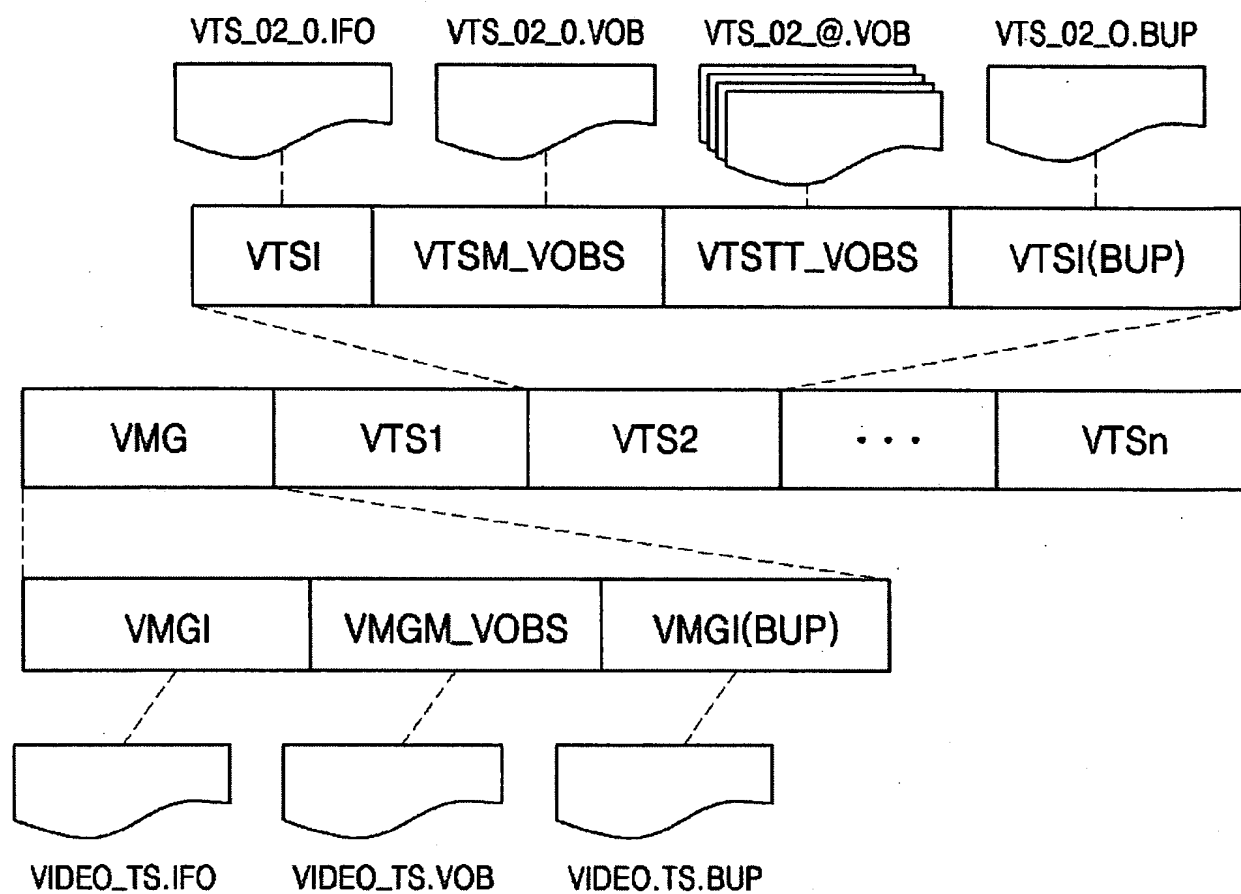 VTS_02_0.IFO VTS_02_0.VOB VTS_02_@.VOB VTS_02_O.BUP
VTSI VTSM_VOBS VTSTT_VOBS VTSI(BUP)
VMG VTS1 VTS2 ··· VTSn
VMGI VMGM_VOBS VMGI(BUP)
VIDEO_TS.IFO VIDEO_TS.VOB VIDEO.TS.BUP